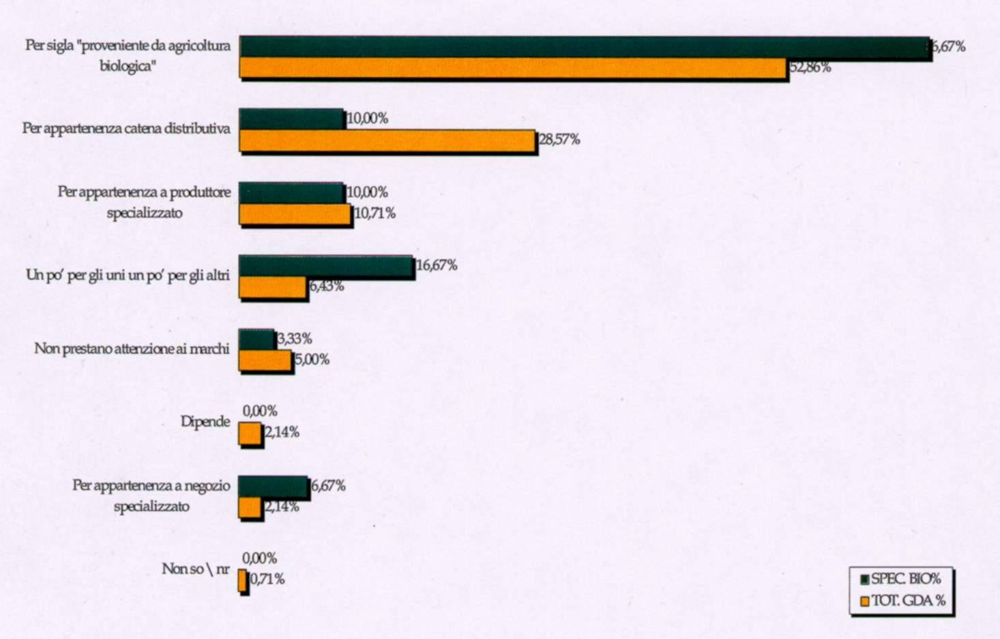 Per sigla "proveniente da agricoltura
biologica"
6,67%
52,86%
Per appartenenza catena distributiva
10,00%
28,57%
Per appartenenza a produttore
specializzato
10,00%
10,71%
Un po' per gli uni un po' per gli altri
16,67%
6,43%
Non prestano attenzione ai marchi
3,33%
5,00%
Dipende
0,00%
2,14%
Per appartenenza a negozio
specializzato
6,67%
2,14%
Non so \ nr
0,00%
0,71%
SPEC. BIO%
TOT. GDA %